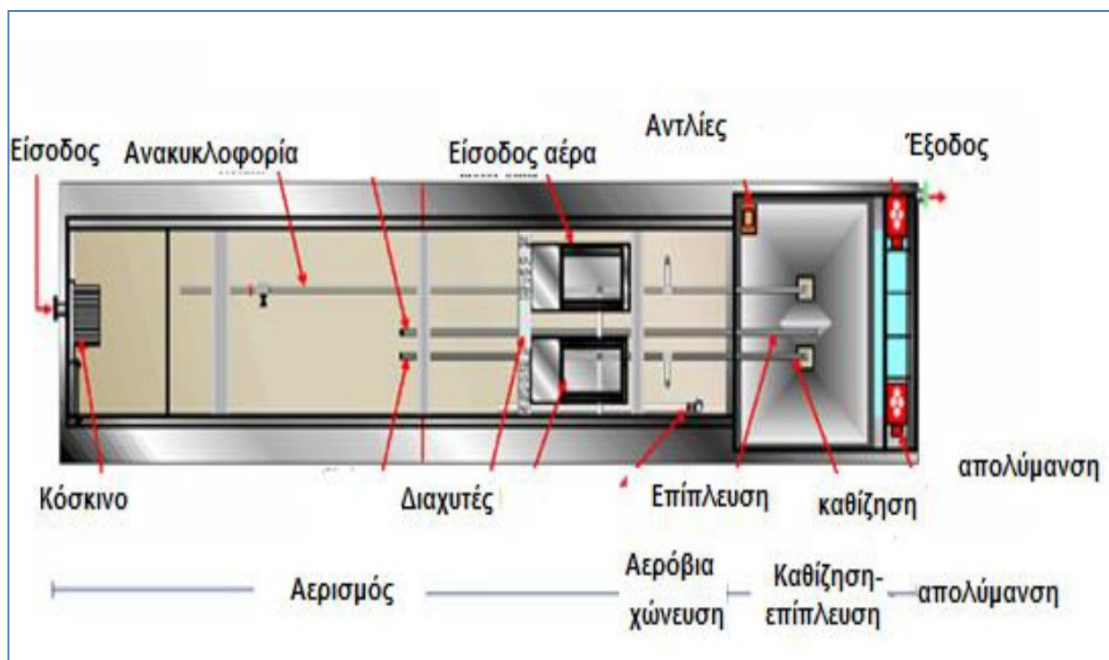 Αντλίες
Είσοδος
Ανακυκλοφορία
Είσοδος αέρα
Έξοδος
Κόσκινο
Διαχυτές
Επίπλευση
καθίζηση
απολύμανση
Αερισμός
Αερόβια
χώνευση
Καθίζηση-
επίπλευση
απολύμανση